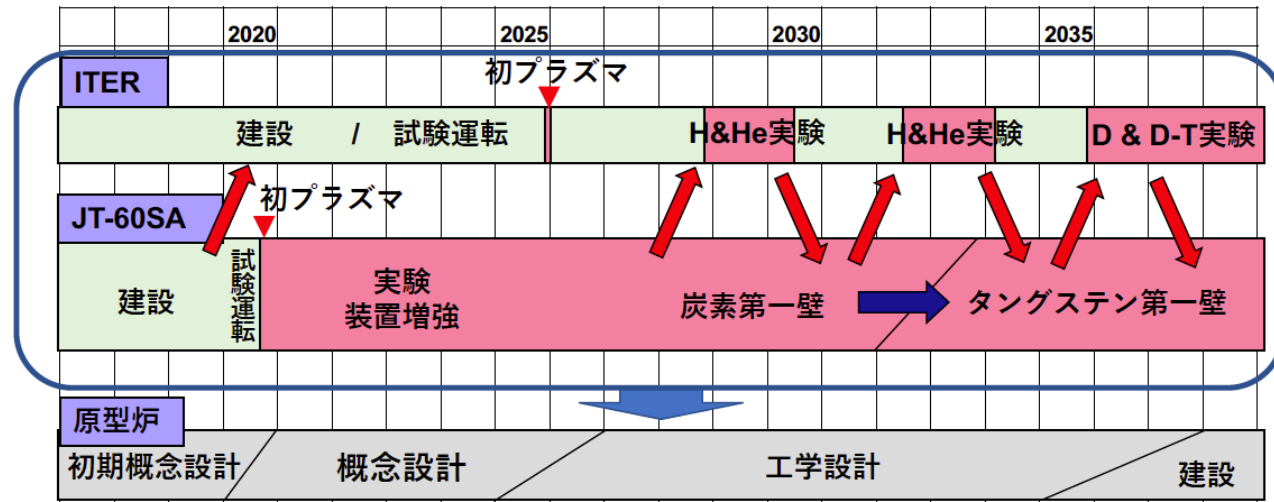 2020 2025 2030 2035
ITER
初プラズマ
建設 / 試験運転
H&He実験
H&He実験
D & D-T実験
JT-60SA
初プラズマ
建設
試験運転
実験
装置増強
炭素第一壁
タングステン第一壁
原型炉
初期概念設計
概念設計
工学設計
建設